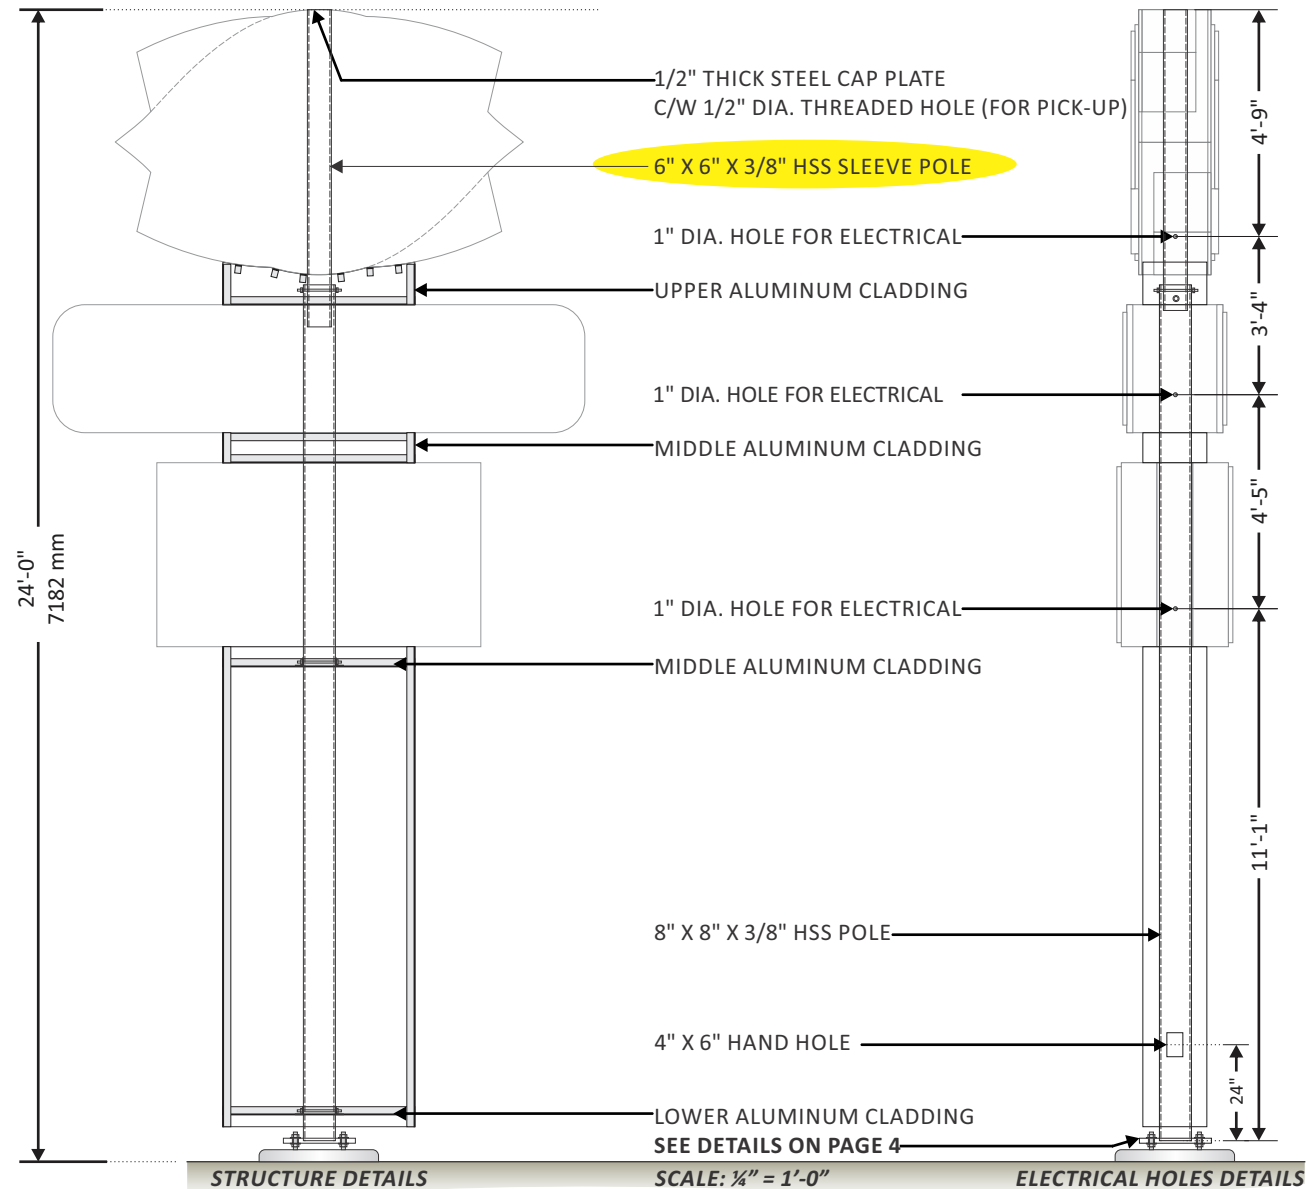 1/2" THICK STEEL CAP PLATE
C/W 1/2" DIA. THREADED HOLE (FOR PICK-UP)
4'-9"
6" X 6" X 3/8" HSS SLEEVE POLE
1" DIA. HOLE FOR ELECTRICAL
UPPER ALUMINUM CLADDING
3'-4"
1" DIA. HOLE FOR ELECTRICAL
MIDDLE ALUMINUM CLADDING
4'-5"
24'-0"
7182 mm
1" DIA. HOLE FOR ELECTRICAL
MIDDLE ALUMINUM CLADDING
11'-1"
8" X 8" X 3/8" HSS POLE
4" X 6" HAND HOLE
24"
LOWER ALUMINUM CLADDING
SEE DETAILS ON PAGE 4
STRUCTURE DETAILS
SCALE: ¼” = 1’-0”
ELECTRICAL HOLES DETAILS